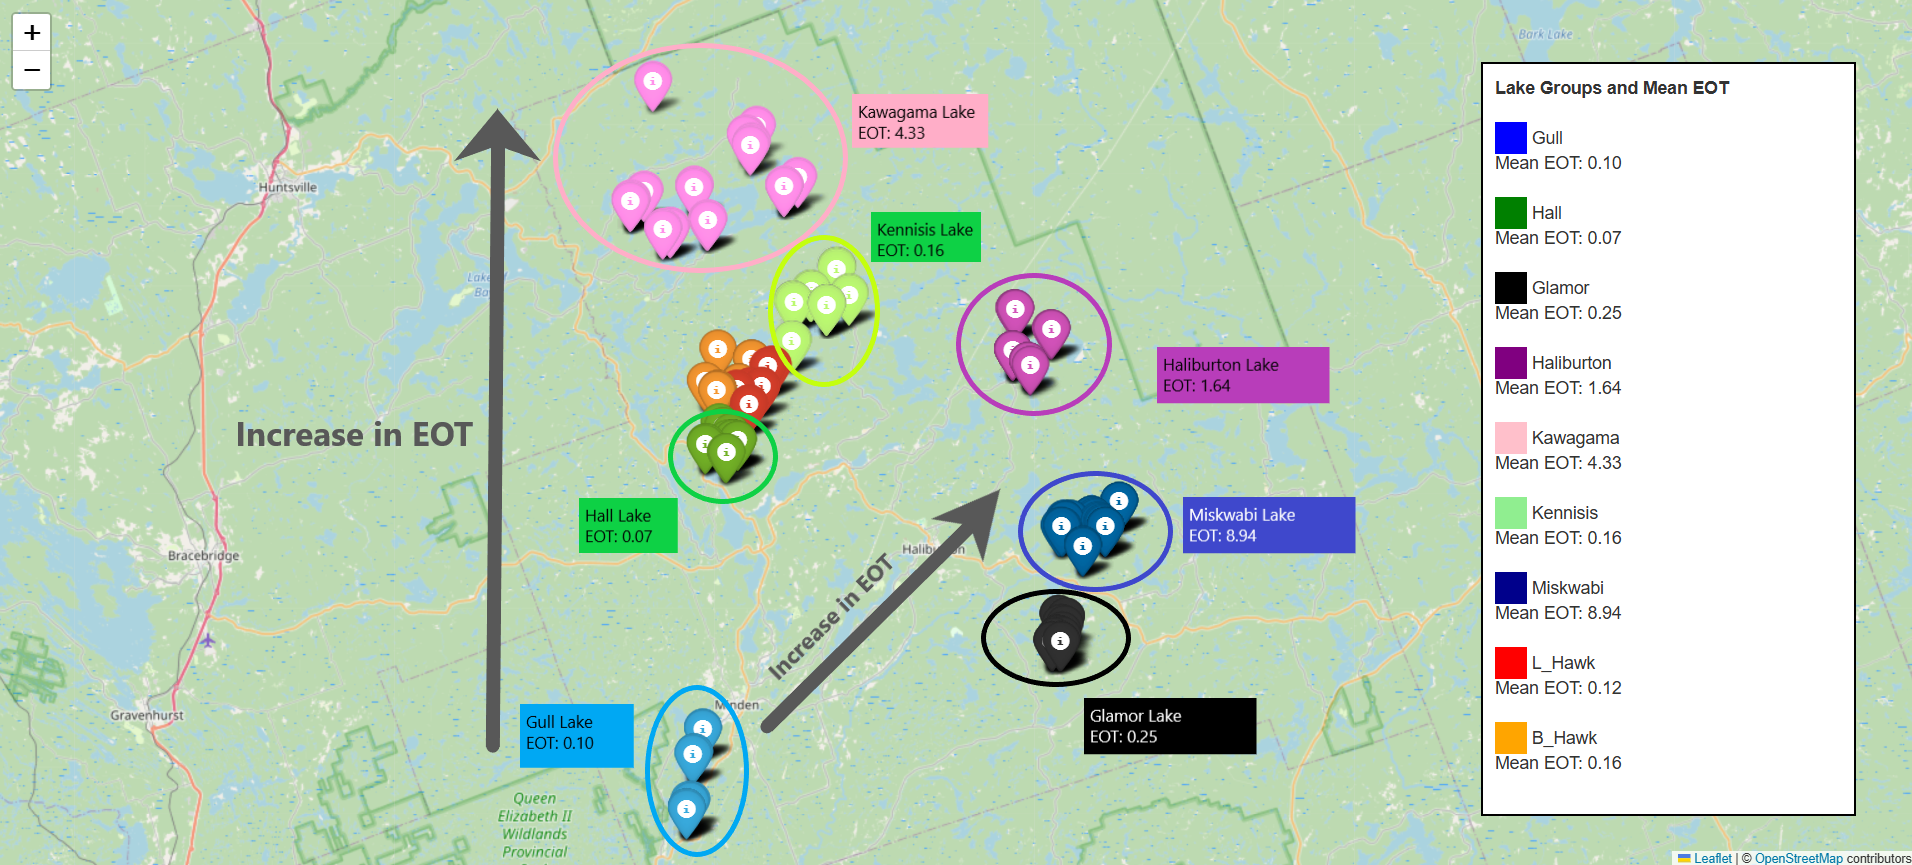 +
−
Bark Lake
Huntsville
Lake of
Bays
Bracebridge
Gravenhurst
Haliburton
Minden
Queen
Elizabeth II
Wildlands
Provincial
Kawagama Lake
EOT: 4.33
Kennisis Lake
EOT: 0.16
Haliburton Lake
EOT: 1.64
Increase in EOT
Hall Lake
EOT: 0.07
Miskwabi Lake
EOT: 8.94
Increase in EOT
Gull Lake
EOT: 0.10
Glamor Lake
EOT: 0.25
Lake Groups and Mean EOT
Gull
Mean EOT: 0.10
Hall
Mean EOT: 0.07
Glamor
Mean EOT: 0.25
Haliburton
Mean EOT: 1.64
Kawagama
Mean EOT: 4.33
Kennisis
Mean EOT: 0.16
Miskwabi
Mean EOT: 8.94
L_Hawk
Mean EOT: 0.12
B_Hawk
Mean EOT: 0.16
Leaflet | © OpenStreetMap contributors